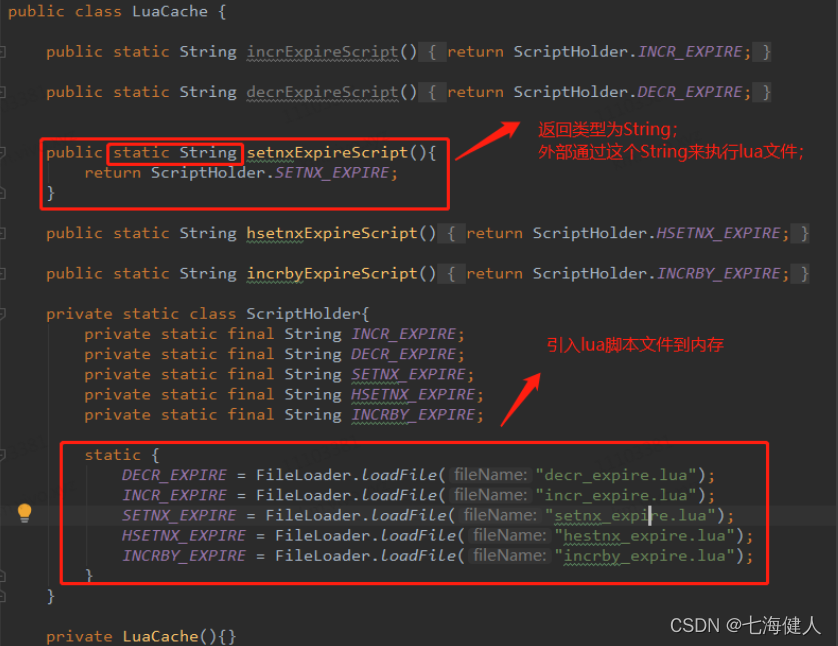 public class LuaCache {
public static String incrExpireScript() { return ScriptHolder.INCR_EXPIRE; }
public static String decrExpireScript() { return ScriptHolder.DECR_EXPIRE; }
返回类型为String;
外部通过这个String来执行lua文件;
public static String setnxExpireScript(){
return ScriptHolder.SETNX_EXPIRE;
}
public static String hsetnxExpireScript() { return ScriptHolder.HSETNX_EXPIRE; }
public static String incrbyExpireScript() { return ScriptHolder.INCRBY_EXPIRE; }
private static class ScriptHolder{
private static final String INCR_EXPIRE;
引入lua脚本文件到内存
private static final String DECR_EXPIRE;
private static final String SETNX_EXPIRE;
private static final String HSETNX_EXPIRE;
private static final String INCRBY_EXPIRE;
static {
DECR_EXPIRE = FileLoader.loadFile( fileName: "decr_expire.lua");
INCR_EXPIRE = FileLoader.loadFile( fileName: "incr_expire.lua");
SETNX_EXPIRE = FileLoader.loadFile( fileName: "setnx_expire.lua");
HSETNX_EXPIRE = FileLoader.loadFile( fileName: "hestnx_expire.lua");
INCRBY_EXPIRE = FileLoader.loadFile( fileName: "incrby_expire.lua");
}
}
private LuaCache(){}
CSDN @七海健人